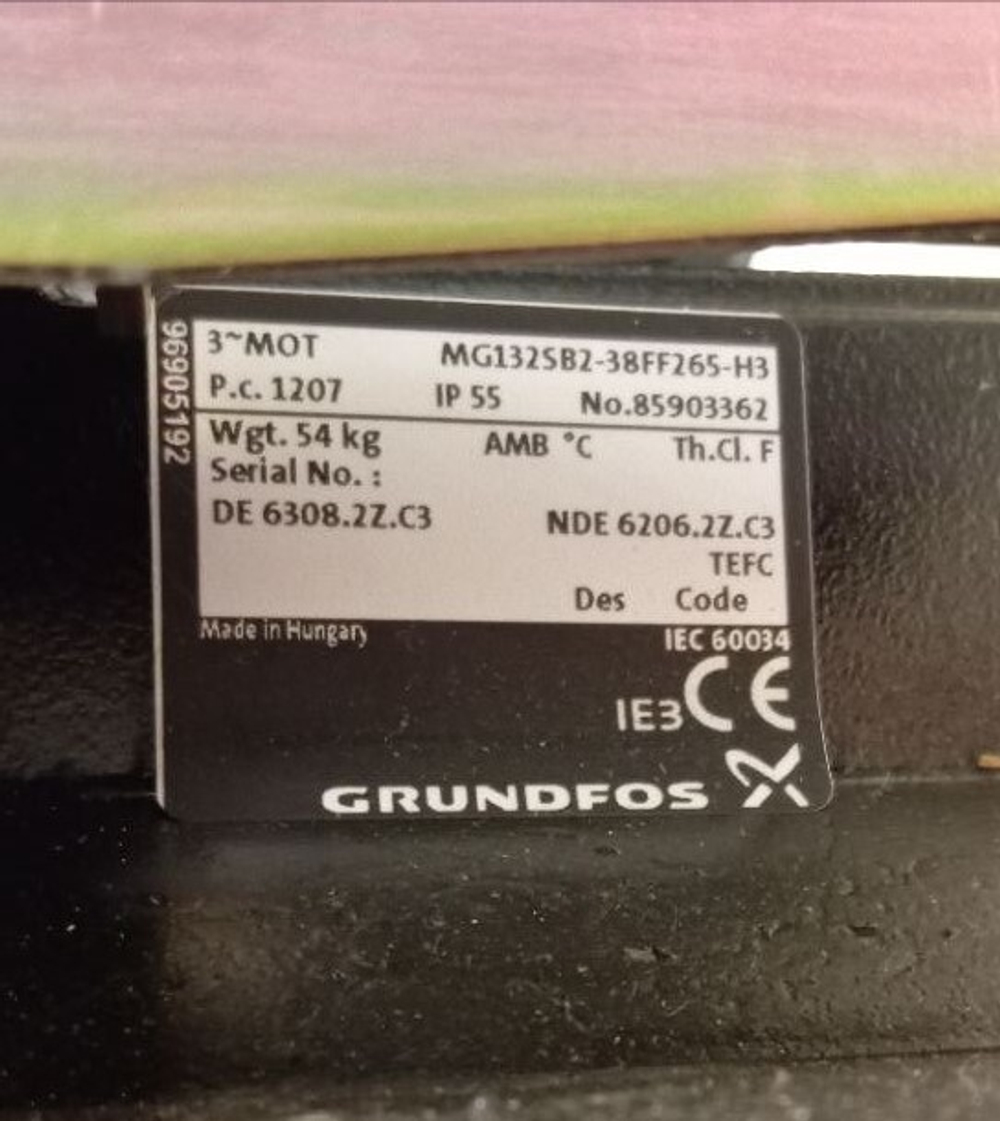 96905192
3~MOT MG132SB2-38FF265-H3
P.c. 1207 IP 55 No.85903362
Wgt. 54 kg AMB °C Th.Cl. F
Serial No. :
DE 6308.2Z.C3 NDE 6206.2Z.C3
TEFC
Des Code
Made in Hungary IEC 60034
IE3 CE
GRUNDFOS